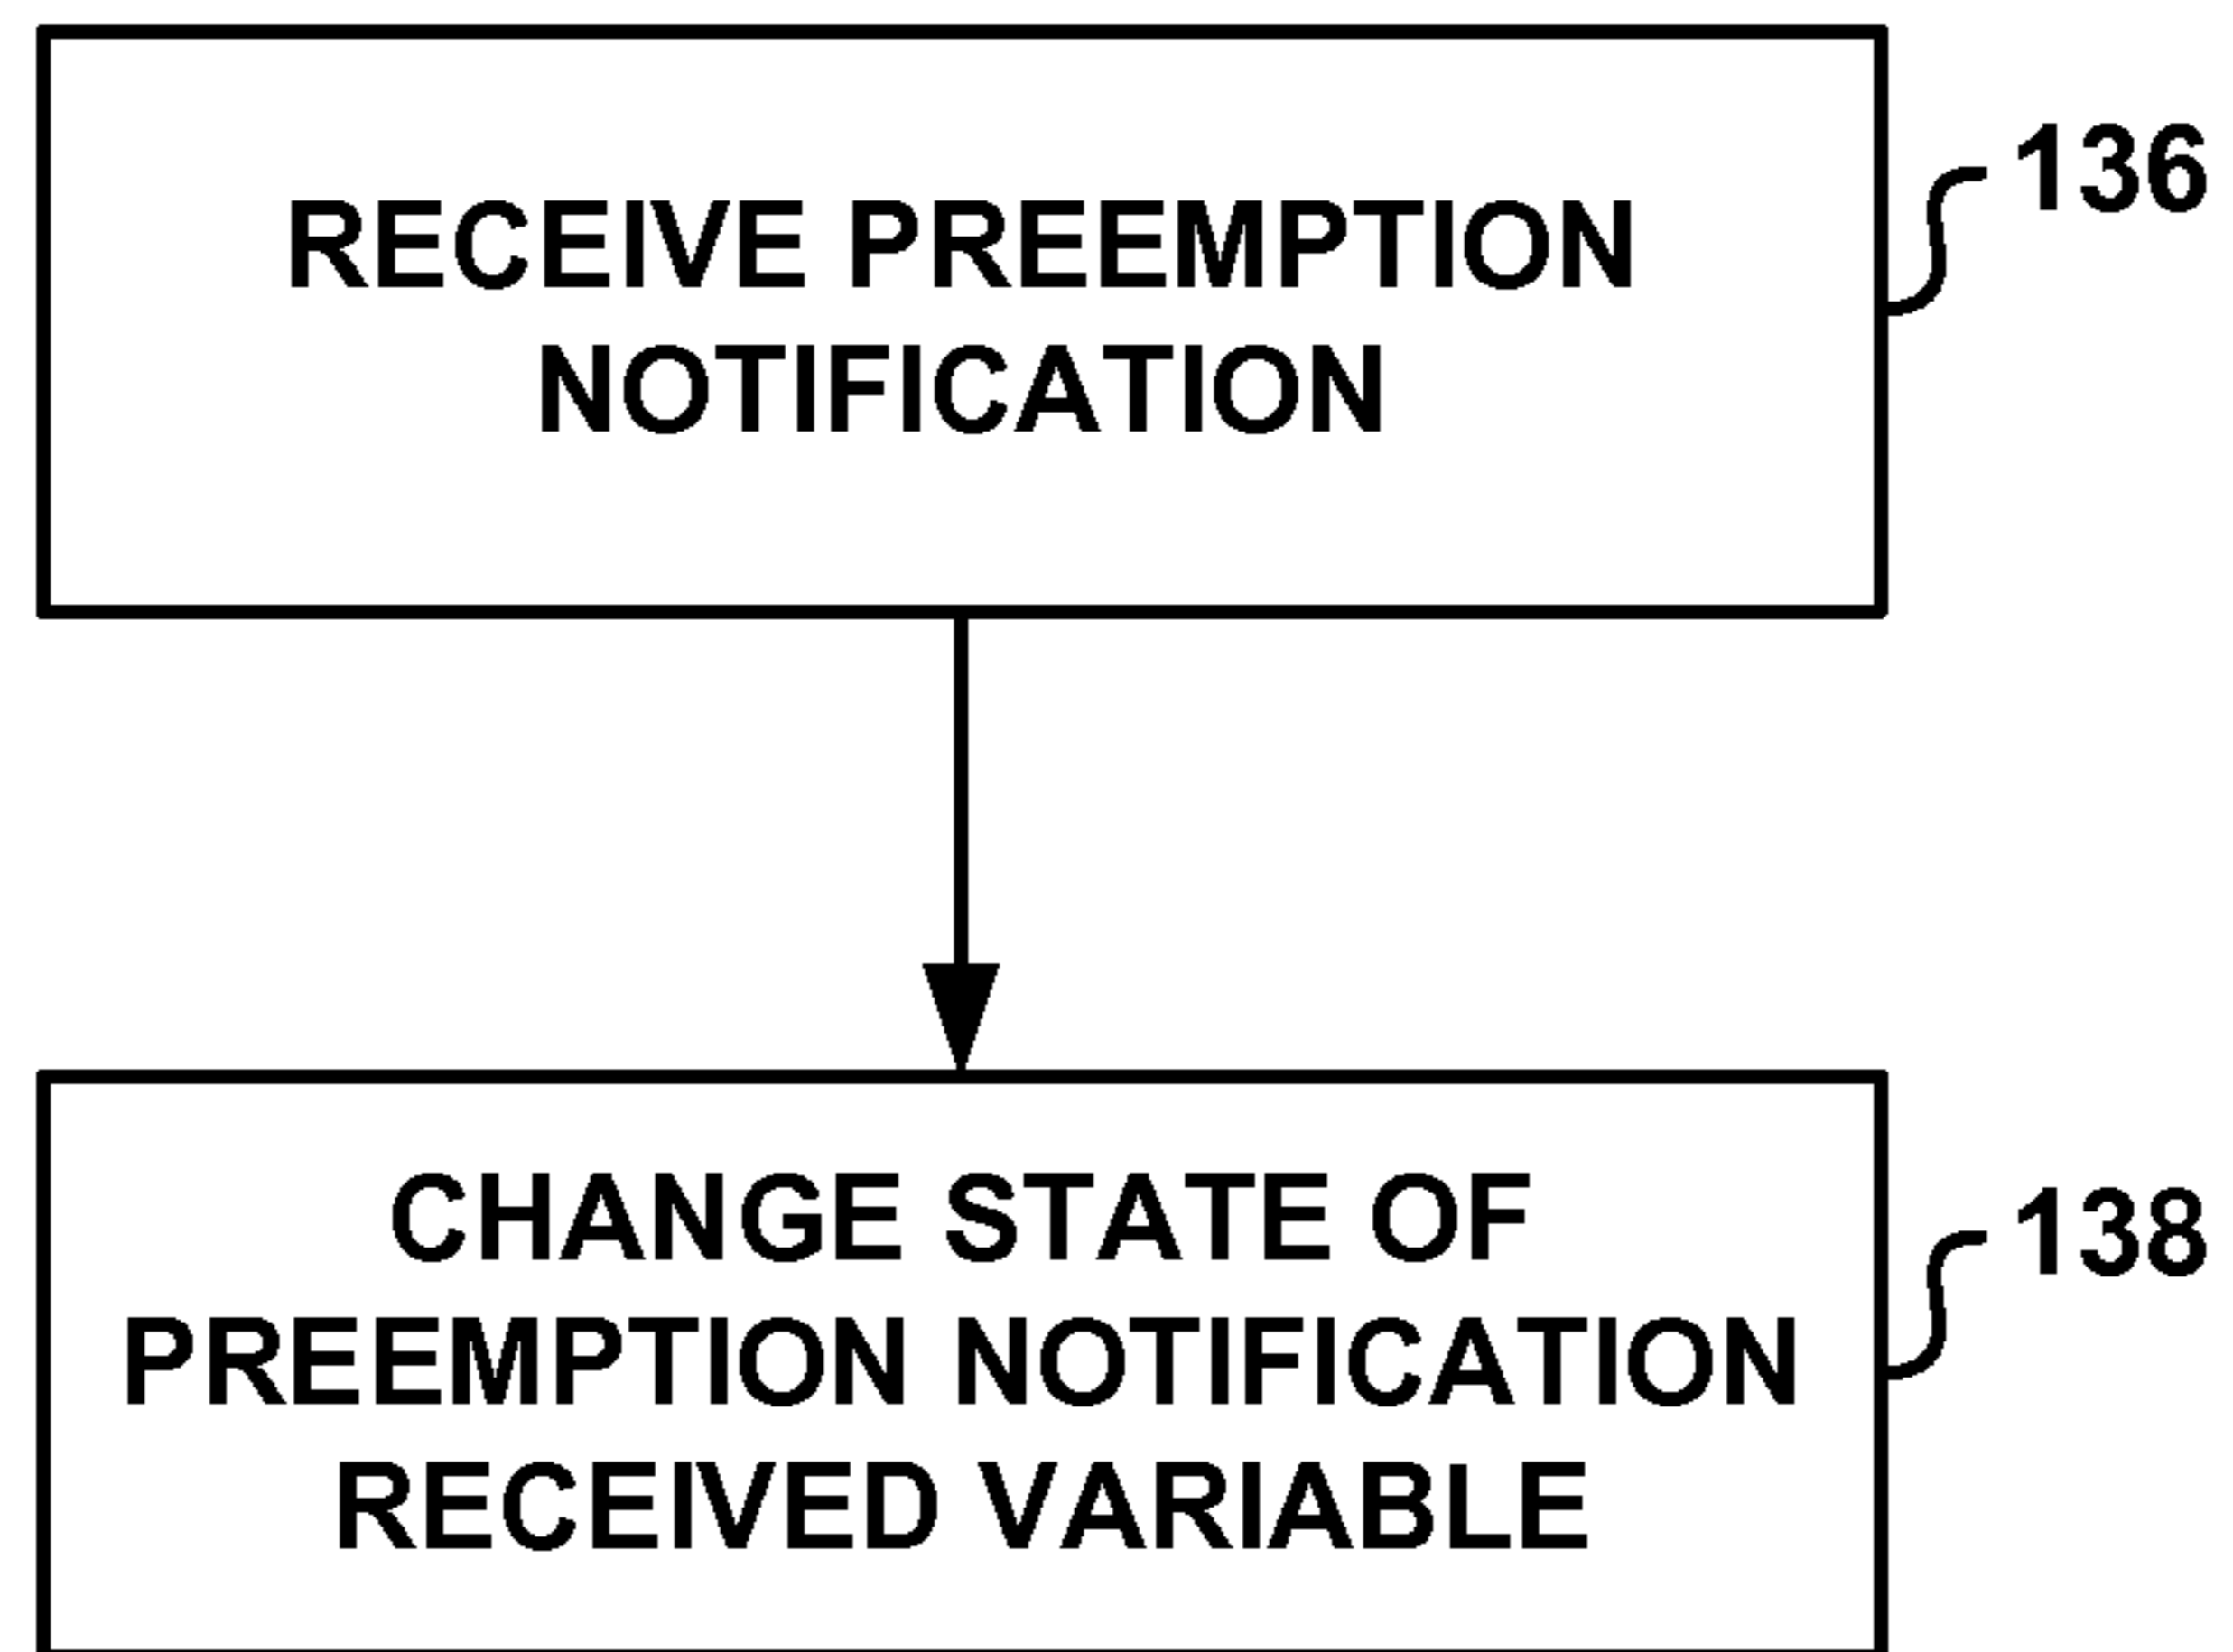 RECEIVE PREEMPTION
NOTIFICATION
136
CHANGE STATE OF
PREEMPTION NOTIFICATION
RECEIVED VARIABLE
138